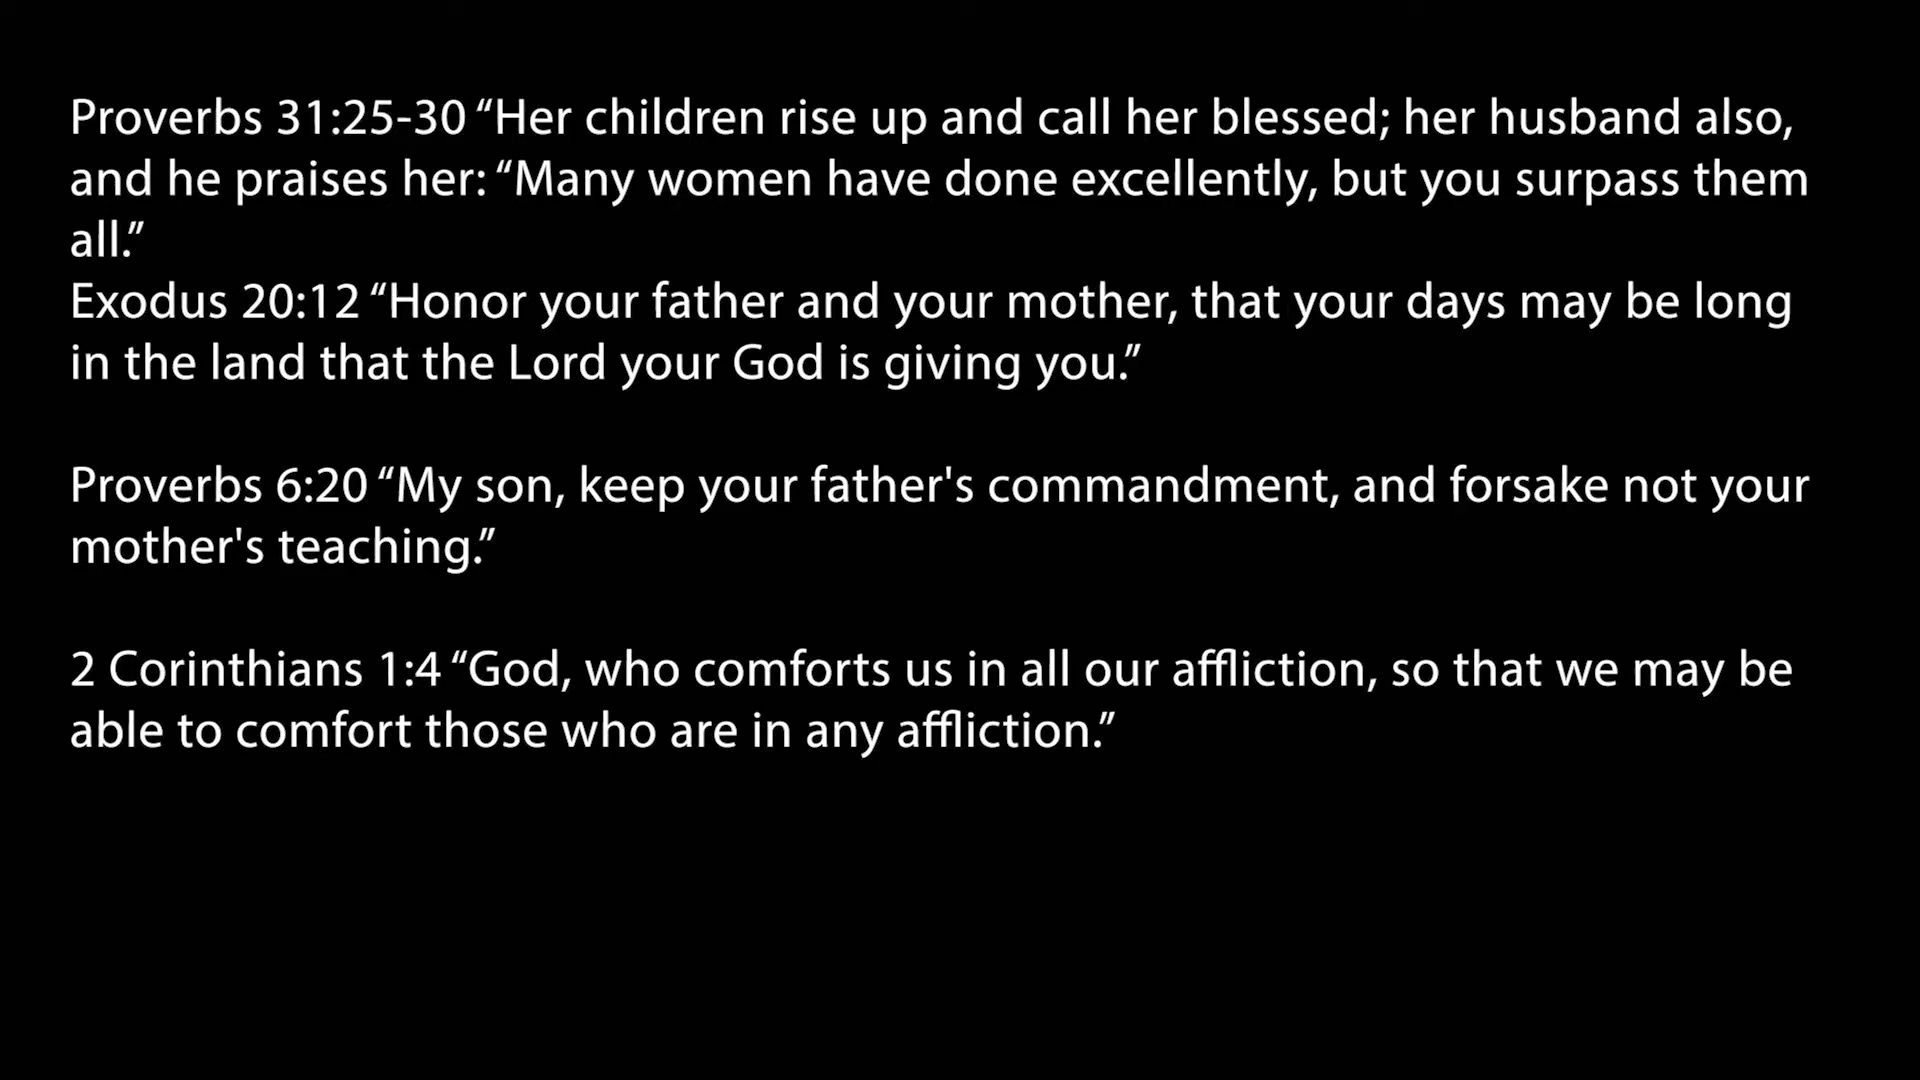 Proverbs 31:25-30 “Her children rise up and call her blessed; her husband also,
and he praises her: “Many women have done excellently, but you surpass them
all.”
Exodus 20:12 “Honor your father and your mother, that your days may be long
in the land that the Lord your God is giving you.”
Proverbs 6:20 “My son, keep your father's commandment, and forsake not your
mother's teaching.”
2 Corinthians 1:4 “God, who comforts us in all our affliction, so that we may be
able to comfort those who are in any affliction.”